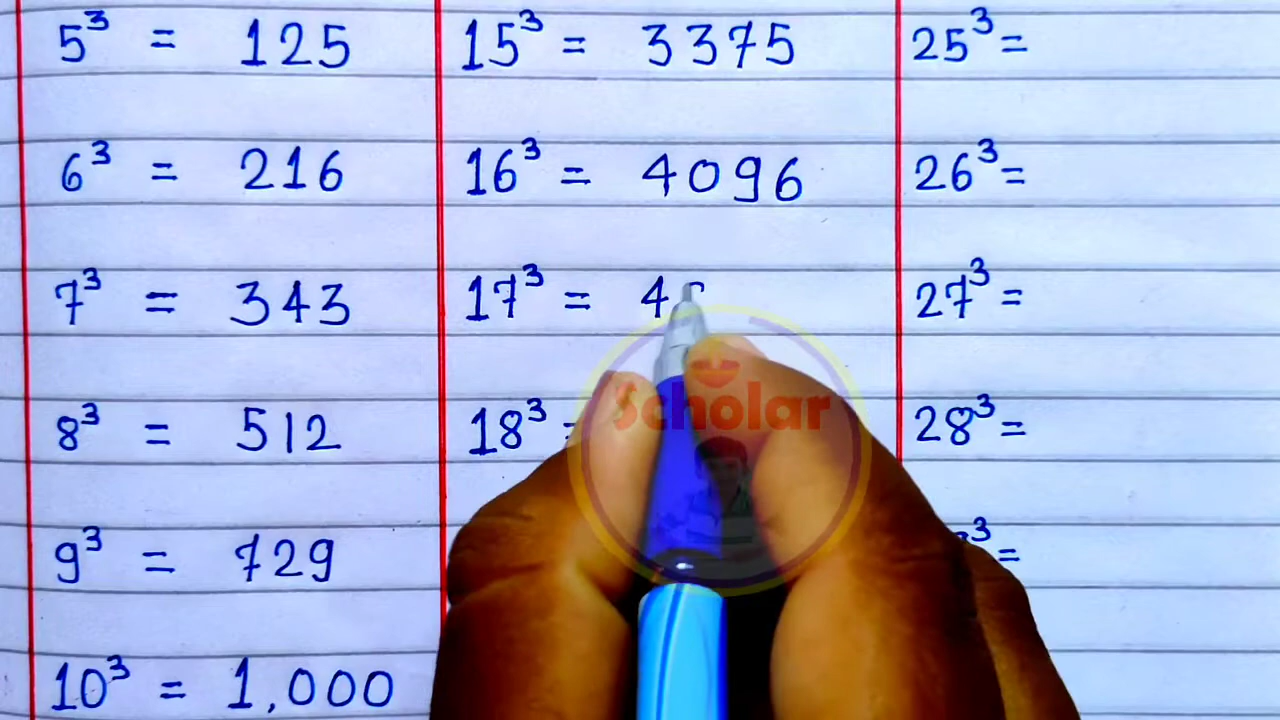 5³ = 125
6³ = 216
7³ = 343
8³ = 512
9³ = 729
10³ = 1,000
15³ = 3375
16³ = 4096
17³ = 4
18³
25³ =
26³ =
27³ =
28³ =
³ =
Scholar